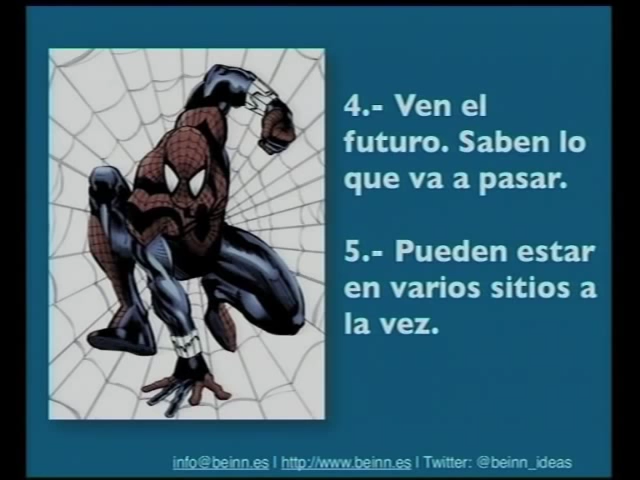 4.- Ven el
futuro. Saben lo
que va a pasar.
5.- Pueden estar
en varios sitios a
la vez.
info@beinn.es | http://www.beinn.es | Twitter: @beinn_ideas